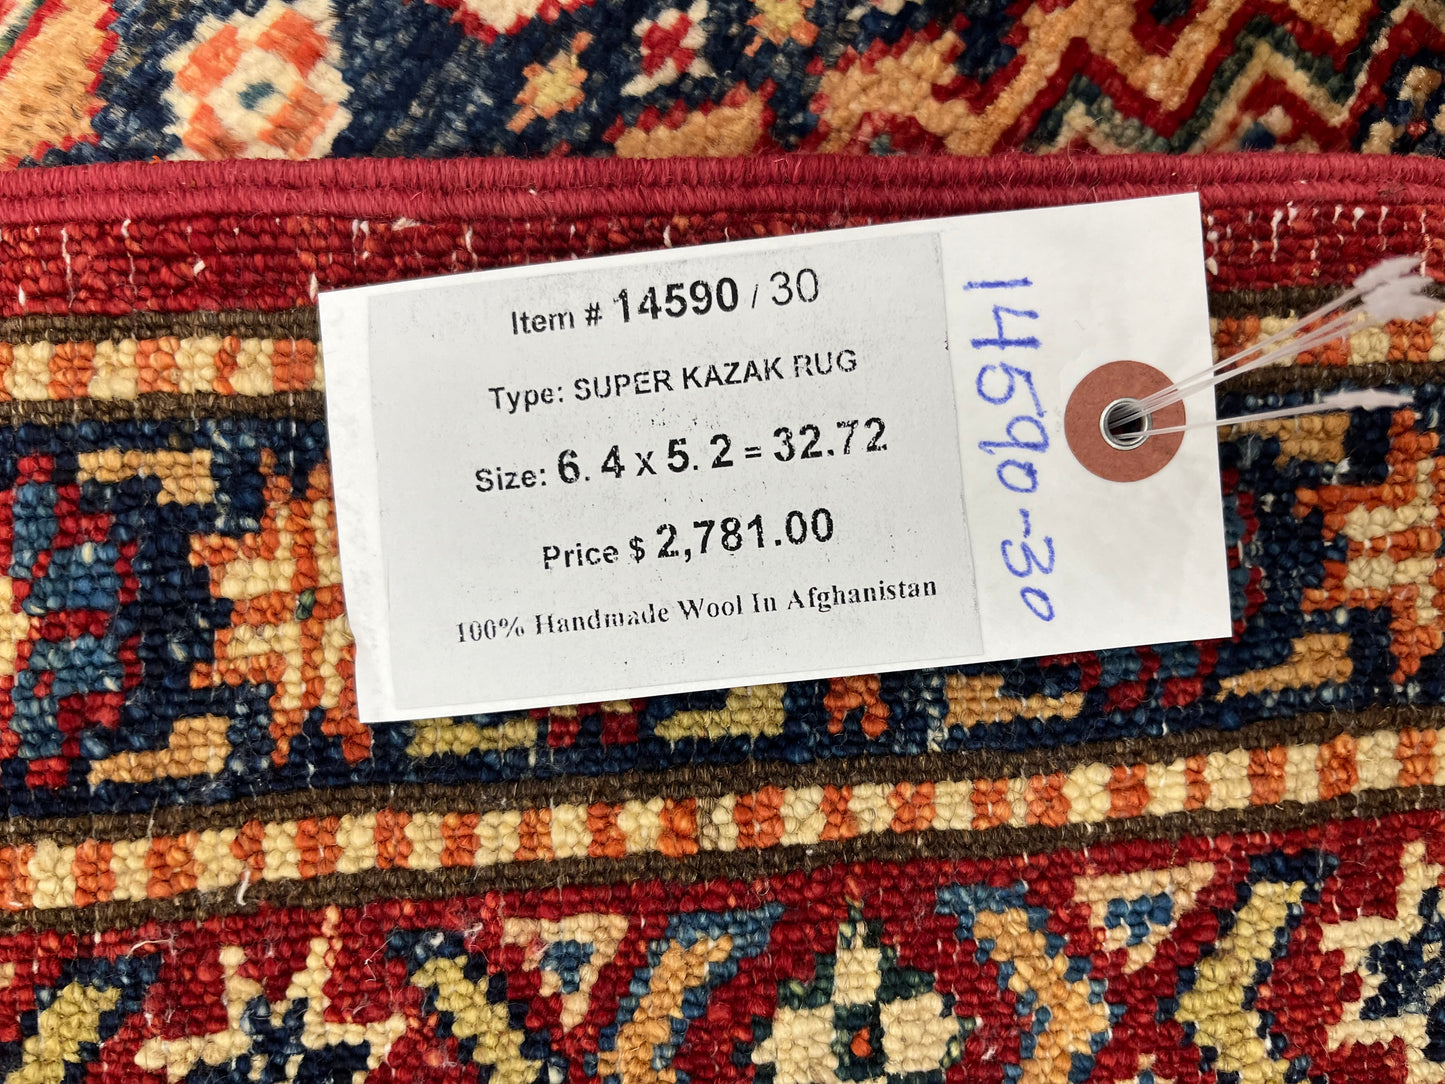 Item # 14590 / 30
Type: SUPER KAZAK RUG
Size: 6. 4 x 5. 2 = 32.72
Price $ 2,781.00
100% Handmade Wool In Afghanistan
14590-30